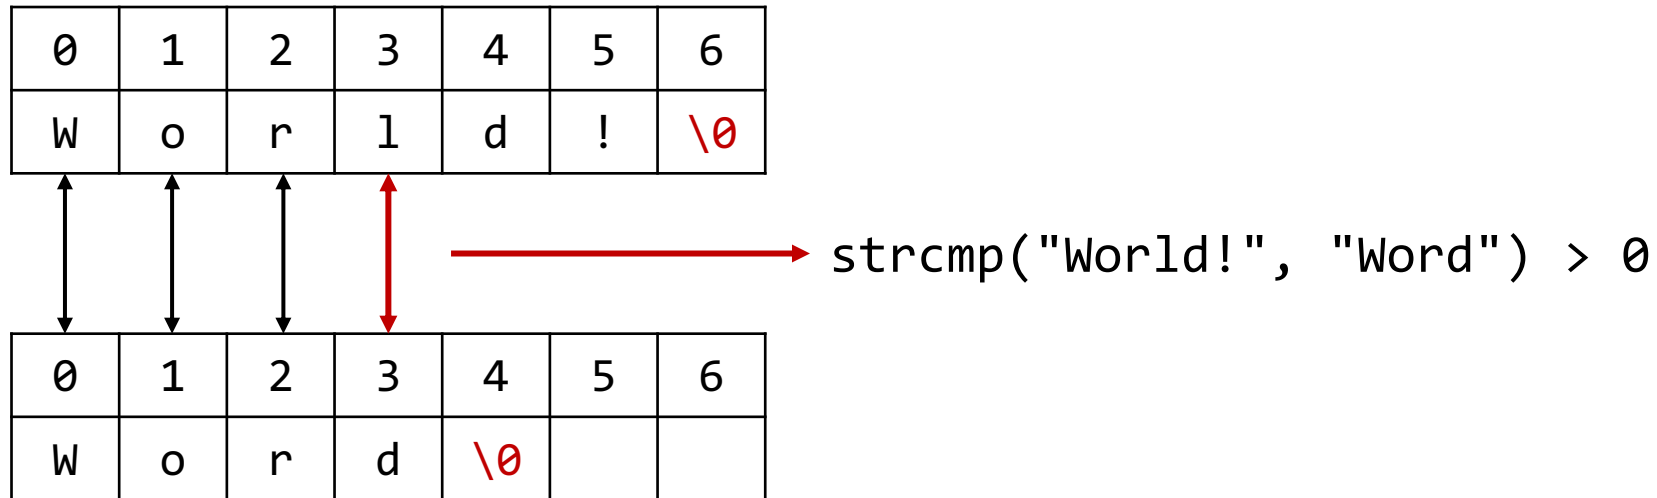 0 1 2 3 4 5 6
W o r l d ! \0
strcmp("World!", "Word") > 0
0 1 2 3 4 5 6
W o r d \0